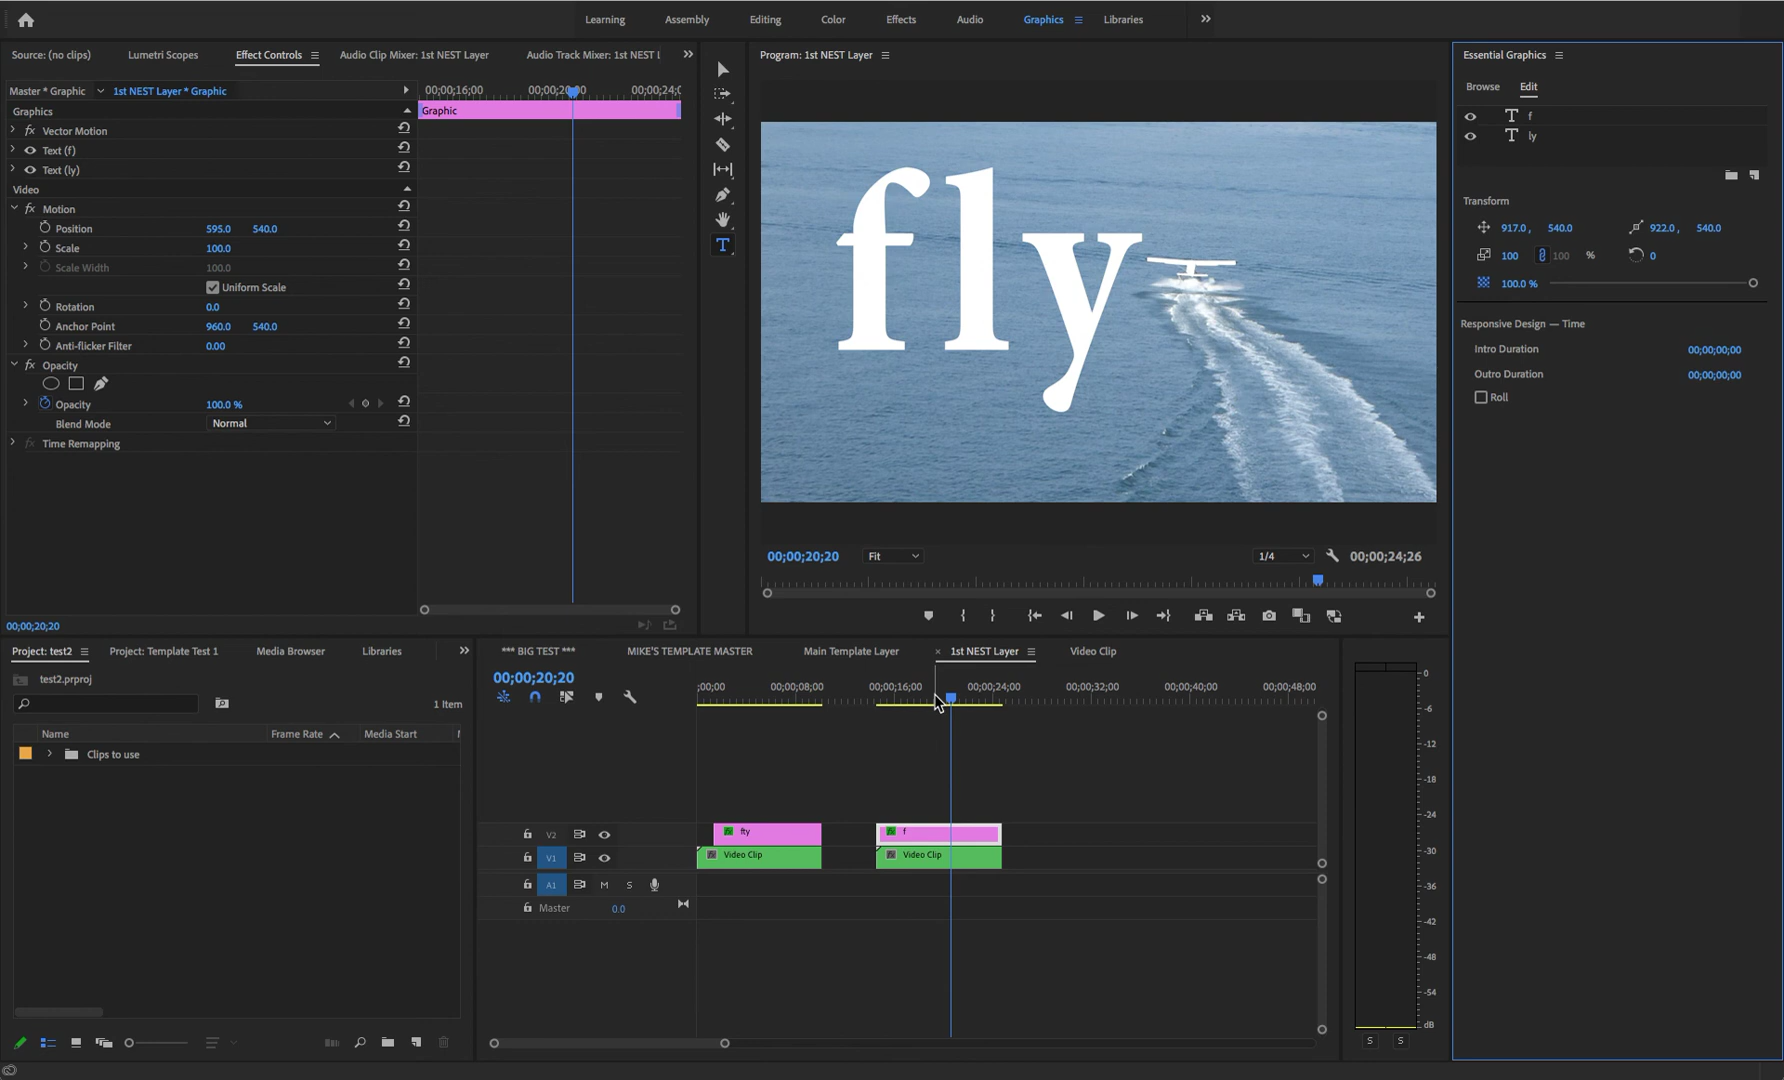 Learning Assembly Editing Color Effects Audio Graphics Libraries
Source: (no clips) Lumetri Scopes Effect Controls Audio Clip Mixer: 1st NEST Layer Audio Track Mixer: 1st NEST L
Master * Graphic 1st NEST Layer * Graphic
00;00;16;00 00;00;20;00 00;00;24;0
Graphics
Graphic
Vector Motion
Text (f)
Text (ly)
Video
Motion
Position 595.0 540.0
Scale 100.0
Scale Width 100.0
Uniform Scale
Rotation 0.0
Anchor Point 960.0 540.0
Anti-flicker Filter 0.00
Opacity
Opacity 100.0 %
Blend Mode Normal
Time Remapping
00;00;20;20
Program: 1st NEST Layer
fly
00;00;20;20 Fit 1/4 00;00;24;26
Essential Graphics
Browse Edit
T f
T ly
Transform
917.0 , 540.0 922.0 , 540.0
100 100 % 0
100.0 %
Responsive Design — Time
Intro Duration 00;00;00;00
Outro Duration 00;00;00;00
Roll
Project: test2 Project: Template Test 1 Media Browser Libraries
test2.prproj
1 Item
Name Frame Rate Media Start
Clips to use
*** BIG TEST *** MIKE'S TEMPLATE MASTER Main Template Layer × 1st NEST Layer Video Clip
00;00;20;20
;00;00 00;00;08;00 00;00;16;00 00;00;24;00 00;00;32;00 00;00;40;00 00;00;48;00
V2 fly f
V1 Video Clip Video Clip
A1 M S
Master 0.0
0
-6
-12
-18
-24
-30
-36
-42
-48
-54
dB
S S